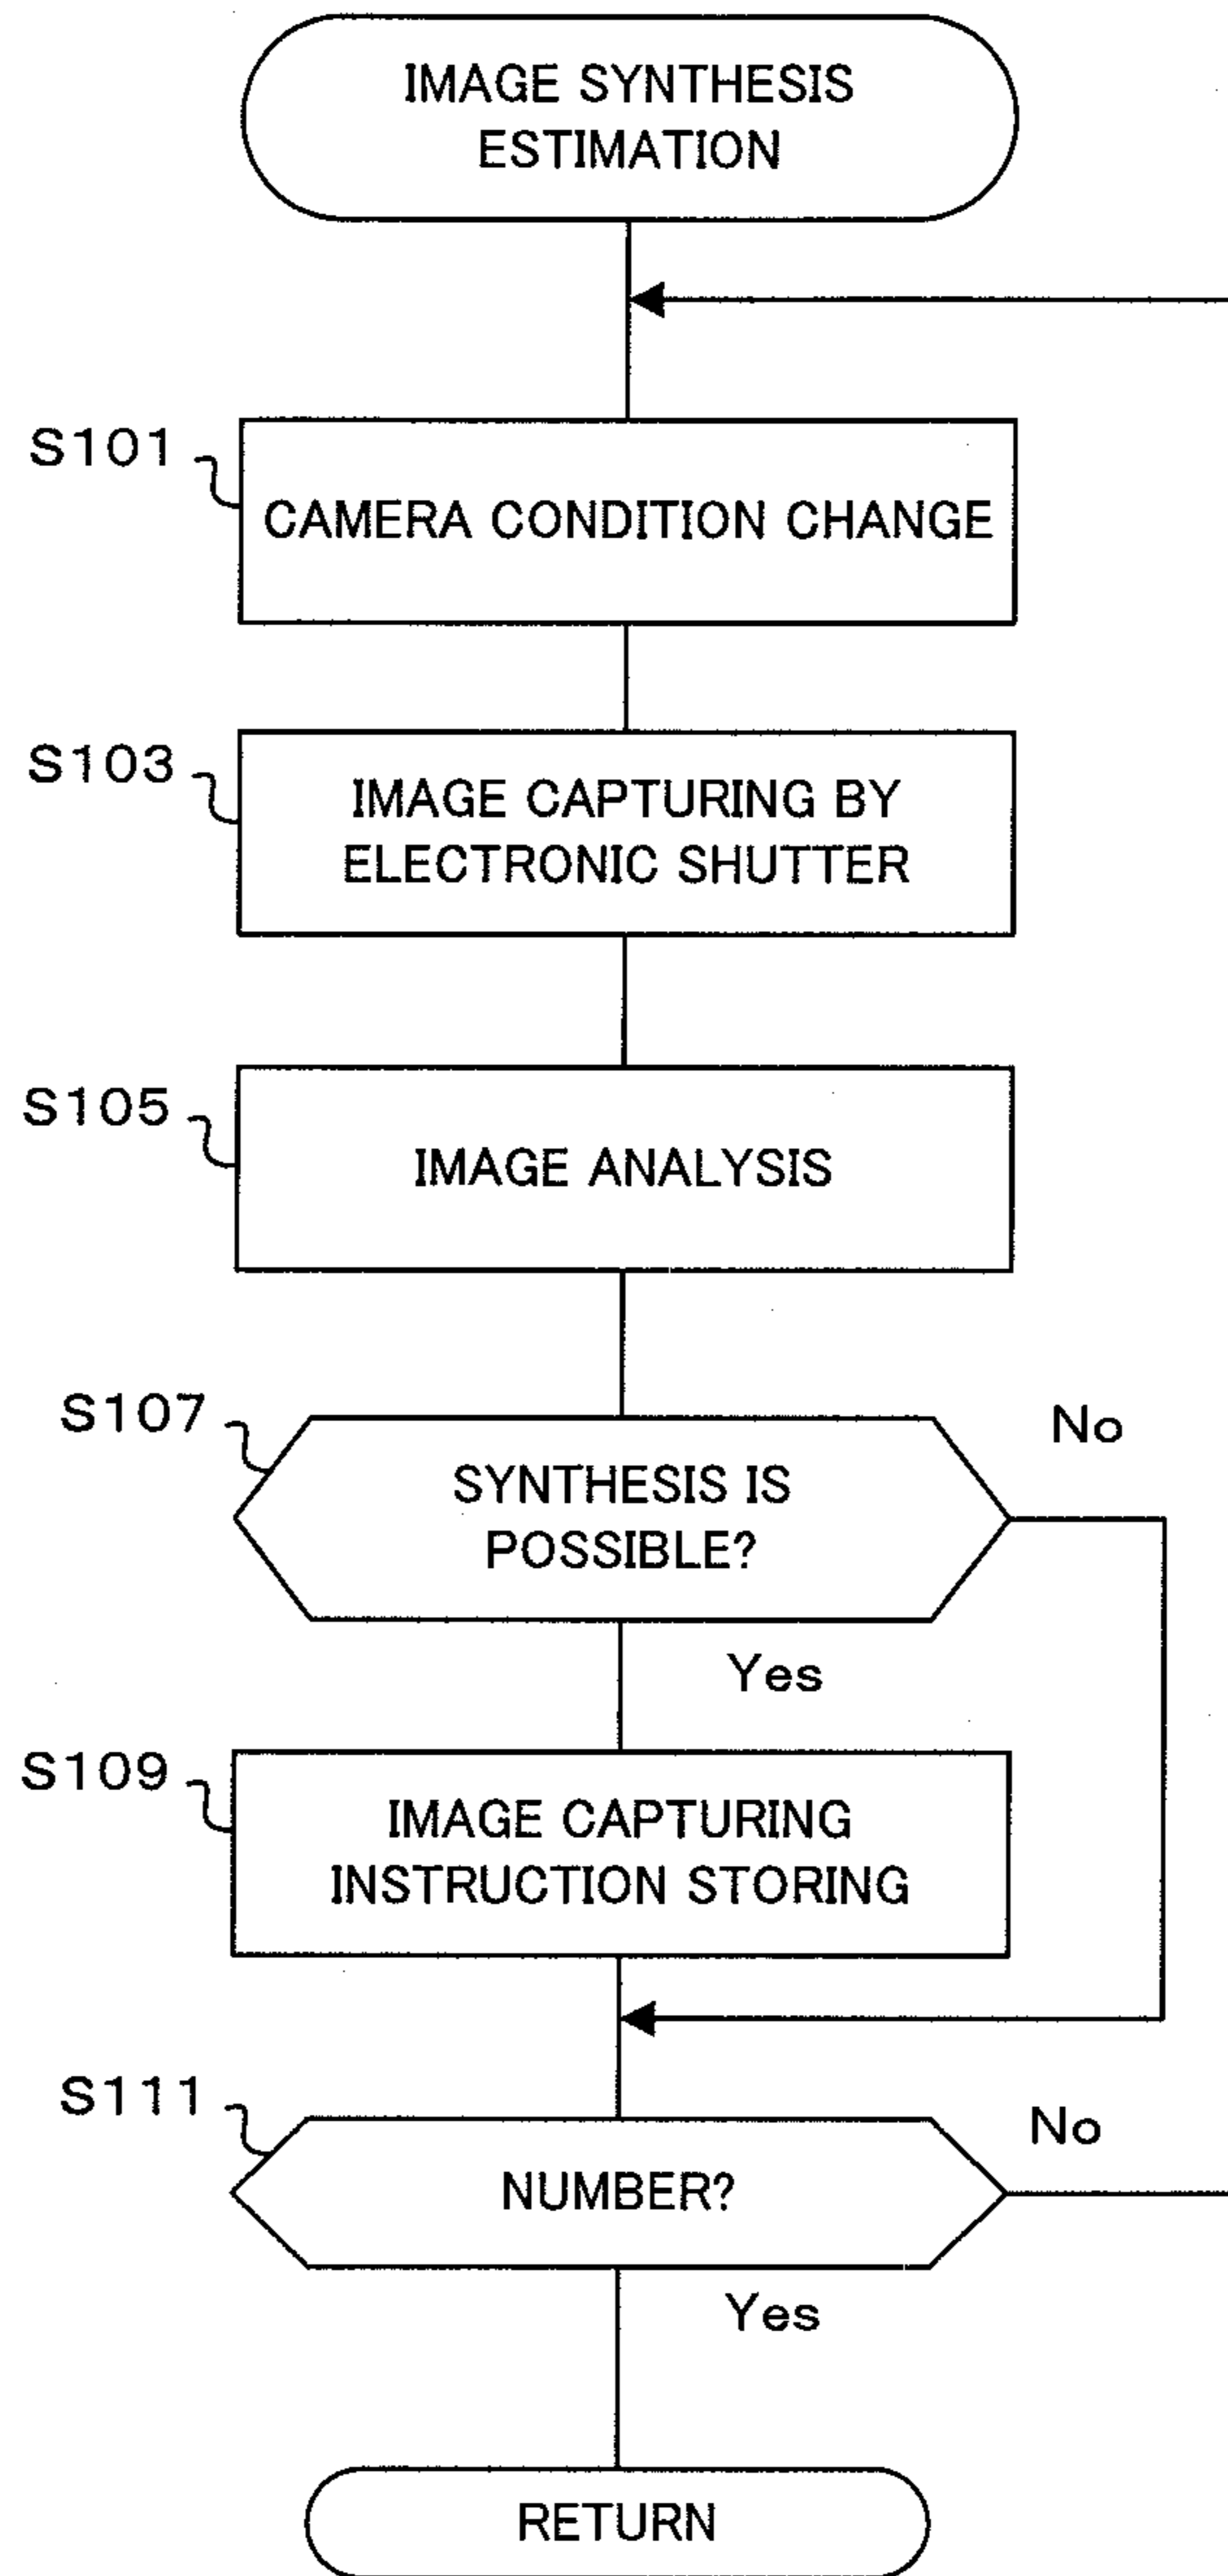 IMAGE SYNTHESIS
ESTIMATION
S101
CAMERA CONDITION CHANGE
S103
IMAGE CAPTURING BY
ELECTRONIC SHUTTER
S105
IMAGE ANALYSIS
S107
No
SYNTHESIS IS
POSSIBLE?
Yes
S109
IMAGE CAPTURING
INSTRUCTION STORING
S111
No
NUMBER?
Yes
RETURN